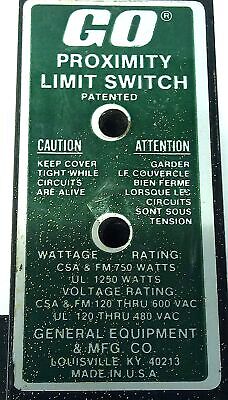 GO®
PROXIMITY
LIMIT SWITCH
PATENTED
CAUTION
KEEP COVER
TIGHT WHILE
CIRCUITS
ARE ALIVE
ATTENTION
GARDER
LE COUVERCLE
BIEN FERME
LORSQUE LES
CIRCUITS
SONT SOUS
TENSION
WATTAGE RATING:
CSA & FM: 750 WATTS
UL 1250 WATTS
VOLTAGE RATING:
CSA & FM: 120 THRU 600 VAC
UL 120 THRU 480 VAC
GENERAL EQUIPMENT
& MFG. CO.
LOUISVILLE, KY. 40213
MADE IN U.S.A.